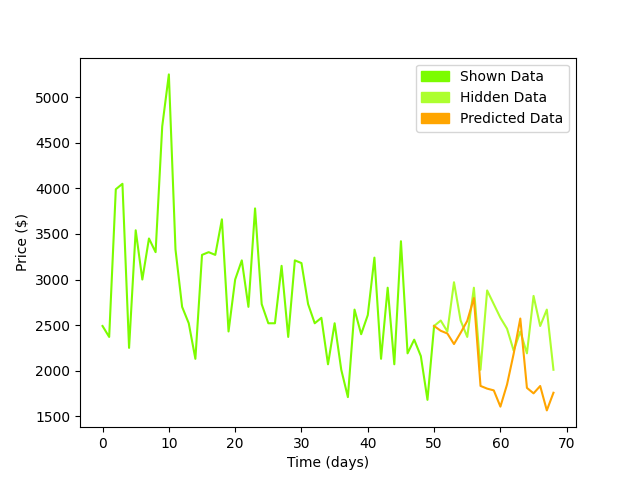 Shown Data
Hidden Data
Predicted Data
5000
4500
4000
3500
3000
2500
2000
1500
Price ($)
0 10 20 30 40 50 60 70
Time (days)